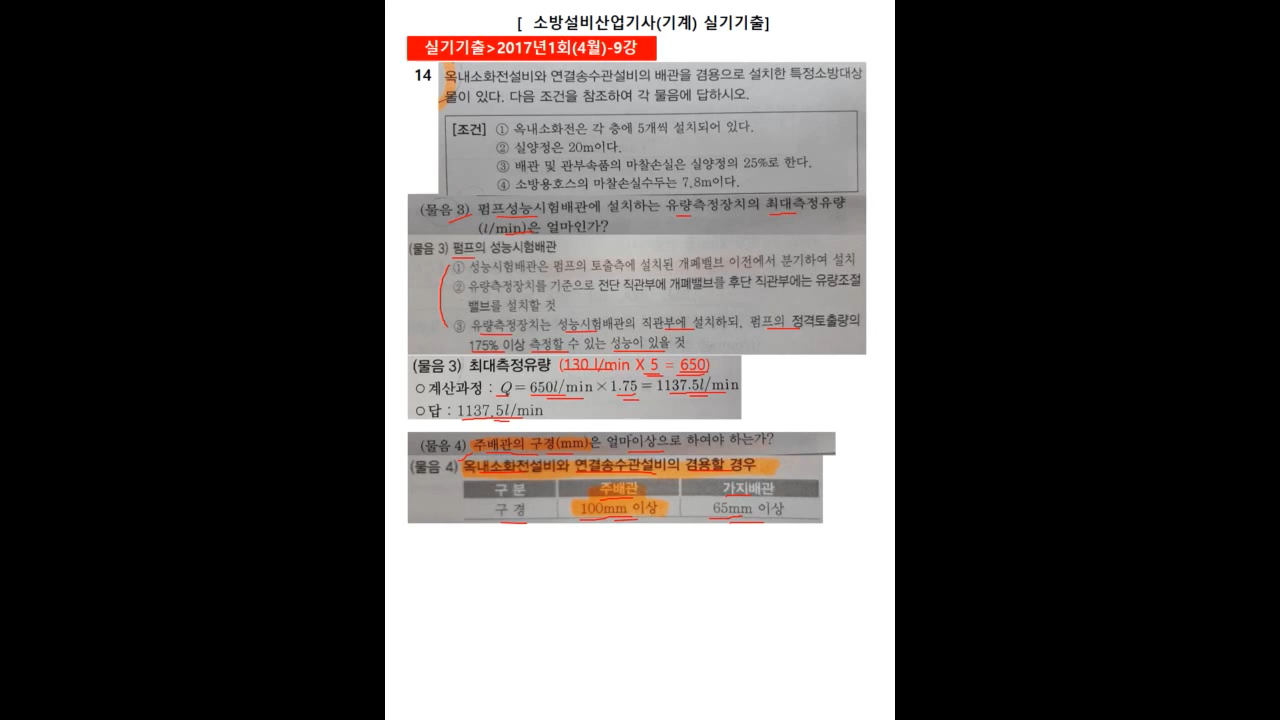 [ 소방설비산업기사(기계) 실기기출]
실기기출>2017년1회(4월)-9강
14 옥내소화전설비와 연결송수관설비의 배관을 겸용으로 설치한 특정소방대상
물이 있다. 다음 조건을 참조하여 각 물음에 답하시오.
[조건] ① 옥내소화전은 각 층에 5개씩 설치되어 있다.
② 실양정은 20m이다.
③ 배관 및 관부속품의 마찰손실은 실양정의 25%로 한다.
④ 소방용호스의 마찰손실수두는 7.8m이다.
(물음 3) 펌프성능시험배관에 설치하는 유량측정장치의 최대측정유량
(l/min)은 얼마인가?
(물음 3) 펌프의 성능시험배관
① 성능시험배관은 펌프의 토출측에 설치된 개폐밸브 이전에서 분기하여 설치
② 유량측정장치를 기준으로 전단 직관부에 개폐밸브를 후단 직관부에는 유량조절
밸브를 설치할 것
③ 유량측정장치는 성능시험배관의 직관부에 설치하되, 펌프의 정격토출량의
175% 이상 측정할 수 있는 성능이 있을 것
(물음 3) 최대측정유량 (130 l/min X 5 = 650)
○ 계산과정 : Q = 650l/min × 1.75 = 1137.5l/min
○ 답 : 1137.5l/min
(물음 4) 주배관의 구경(mm)은 얼마이상으로 하여야 하는가?
(물음 4) 옥내소화전설비와 연결송수관설비의 겸용할 경우
구 분 주배관 가지배관
구 경 100mm 이상 65mm 이상